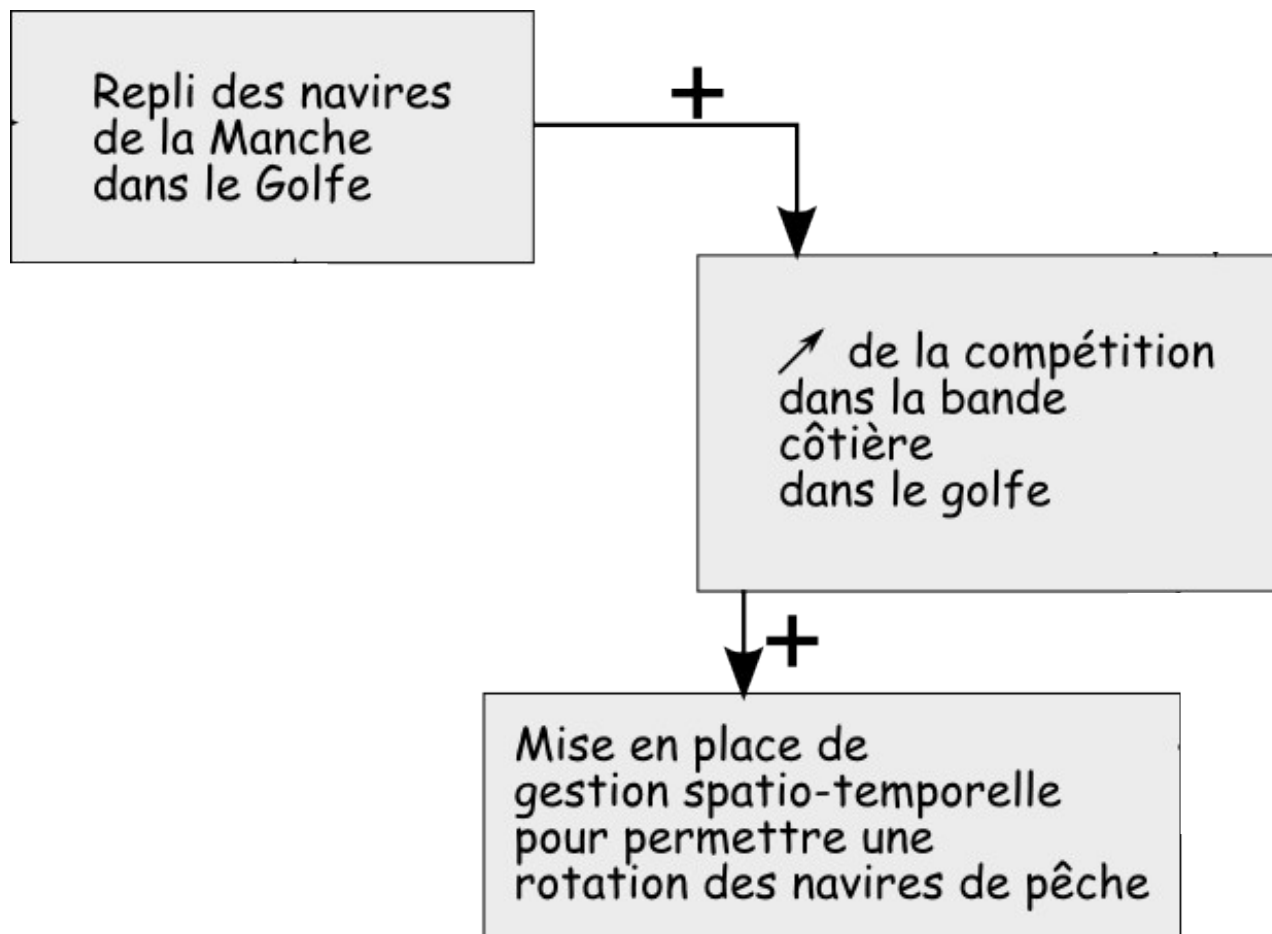 Repli des navires
de la Manche
dans le Golfe
+
↗ de la compétition
dans la bande
côtière
dans le golfe
+
Mise en place de
gestion spatio-temporelle
pour permettre une
rotation des navires de pêche